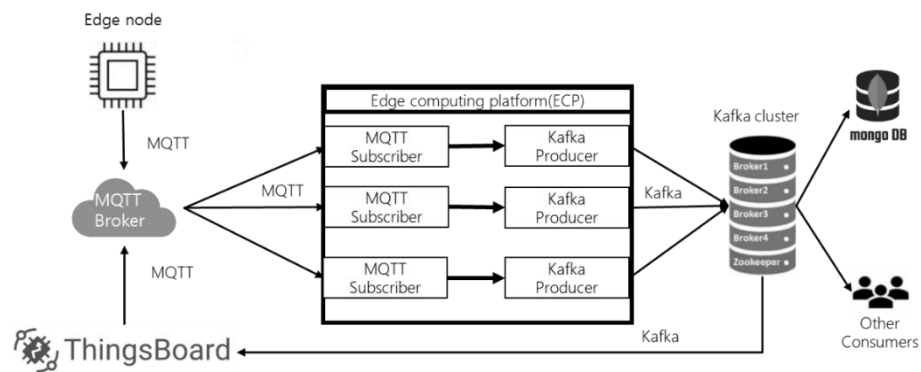 Edge node
MQTT
MQTT
Broker
MQTT
ThingsBoard
MQTT
Edge computing platform(ECP)
MQTT
Subscriber
Kafka
Producer
MQTT
Subscriber
Kafka
Producer
MQTT
Subscriber
Kafka
Producer
Kafka
Kafka
Kafka cluster
Broker1
Broker2
Broker3
Broker4
Zookeeper
mongo DB
Other
Consumers